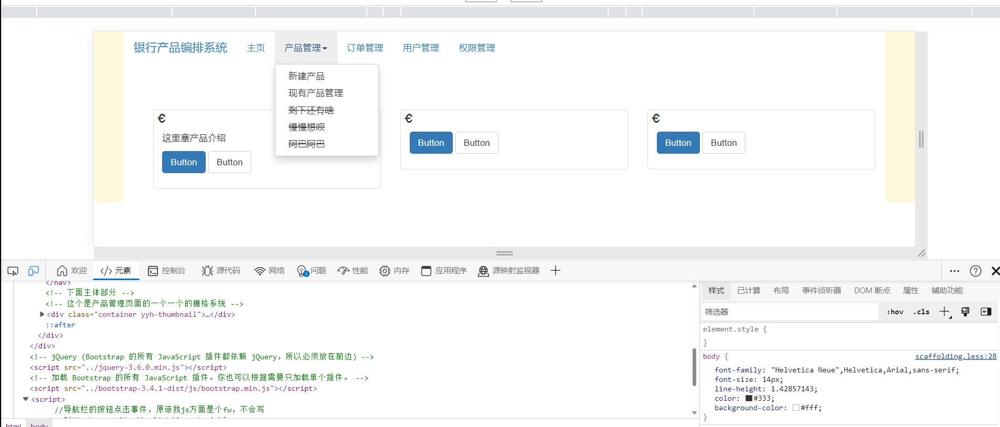 银行产品编排系统 主页 产品管理 订单管理 用户管理 权限管理
新建产品
现有产品管理
剩下还有啥
慢慢想呗
阿巴阿巴
€
这里塞产品介绍
Button Button
€
Button Button
€
Button Button
欢迎 元素 控制台 源代码 网络 问题 性能 内存 应用程序 源映射监视器
</nav>
<!-- 下面主体部分 -->
<!-- 这个是产品管理页面的一个一个的栅格系统 -->
<div class="container yyh-thumbnail">…</div>
::after
</div>
</div>
<!-- jQuery (Bootstrap 的所有 JavaScript 插件都依赖 jQuery，所以必须放在前边) -->
<script src="../jquery-3.6.0.min.js"></script>
<!-- 加载 Bootstrap 的所有 JavaScript 插件。你也可以根据需要只加载单个插件。 -->
<script src="../bootstrap-3.4.1-dist/js/bootstrap.min.js"></script>
<script>
//导航栏的按钮点击事件，原谅我js方面是个fw，不会写
html body
样式 已计算 布局 事件侦听器 DOM 断点 属性 辅助功能
筛选器 :hov .cls
element.style {
}
body { scaffolding.less:28
font-family: "Helvetica Neue",Helvetica,Arial,sans-serif;
font-size: 14px;
line-height: 1.42857143;
color: #333;
background-color: #fff;
}